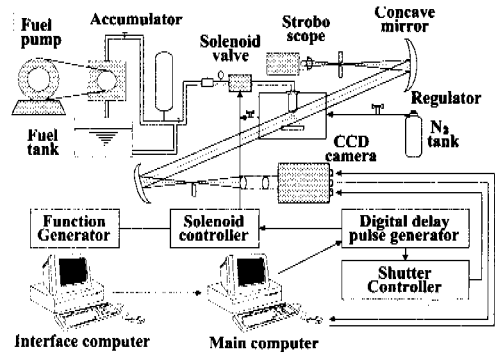 Fuel
pump
Accumulator
Solenoid
valve
Strobo
scope
Concave
mirror
Fuel
tank
Regulator
N₂
tank
CCD
camera
Function
Generator
Solenoid
controller
Digital delay
pulse generator
Shutter
Controller
Interface computer
Main computer